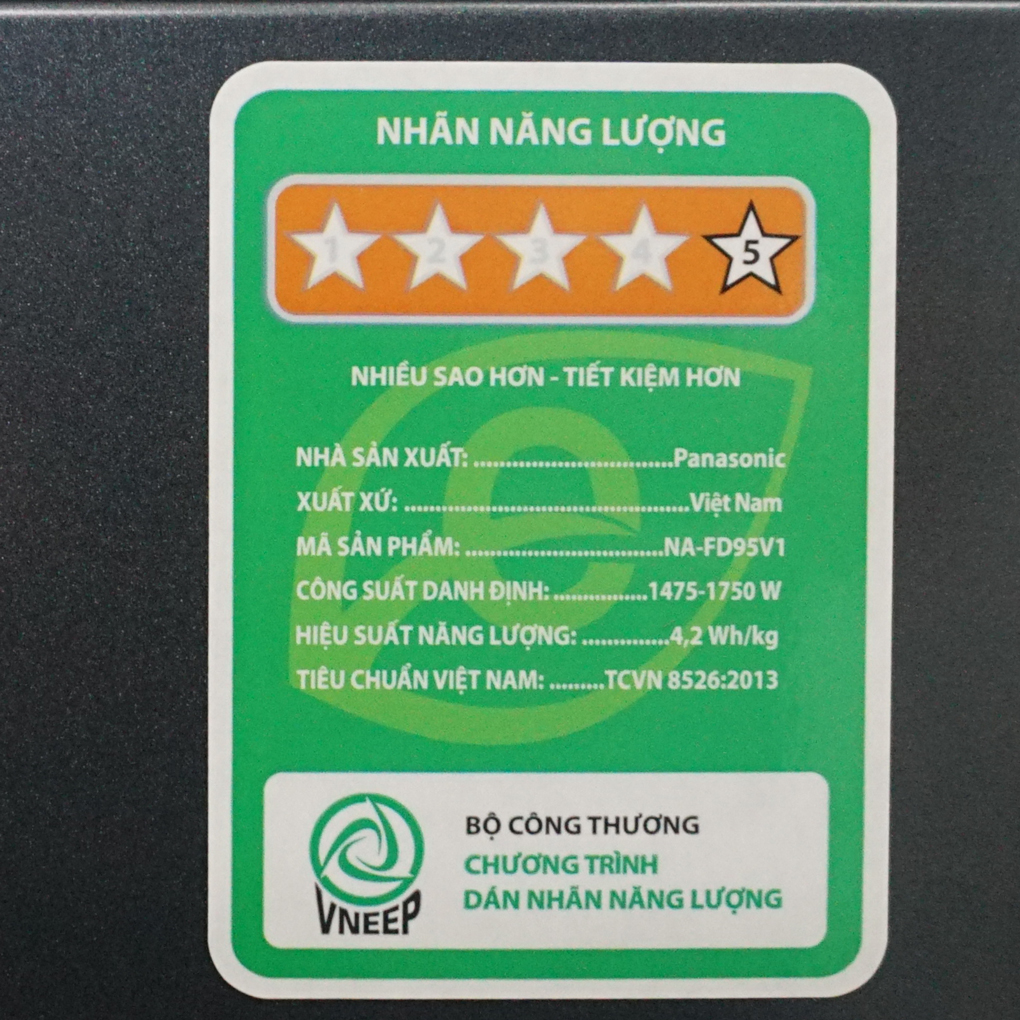 NHÃN NĂNG LƯỢNG
1 2 3 4 5
NHIỀU SAO HƠN - TIẾT KIỆM HƠN
NHÀ SẢN XUẤT: ................................Panasonic
XUẤT XỨ: .............................................Việt Nam
MÃ SẢN PHẨM: ................................NA-FD95V1
CÔNG SUẤT DANH ĐỊNH: ...............1475-1750 W
HIỆU SUẤT NĂNG LƯỢNG: ..............4,2 Wh/kg
TIÊU CHUẨN VIỆT NAM: .........TCVN 8526:2013
BỘ CÔNG THƯƠNG
CHƯƠNG TRÌNH
DÁN NHÃN NĂNG LƯỢNG
VNEEP